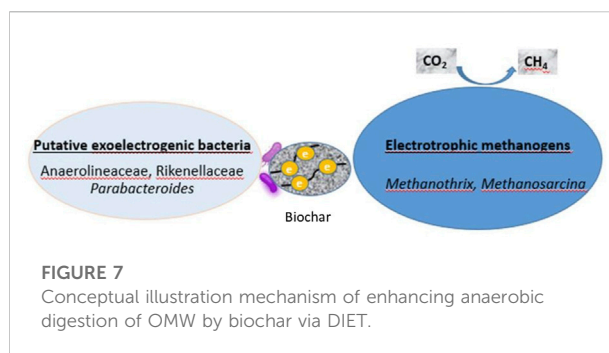 CO₂ CH₄
Putative exoelectrogenic bacteria
Anaerolineaceae, Rikenellaceae
Parabacteroides
e e e e
Biochar
Electrotrophic methanogens
Methanothrix, Methanosarcina
FIGURE 7
Conceptual illustration mechanism of enhancing anaerobic
digestion of OMW by biochar via DIET.